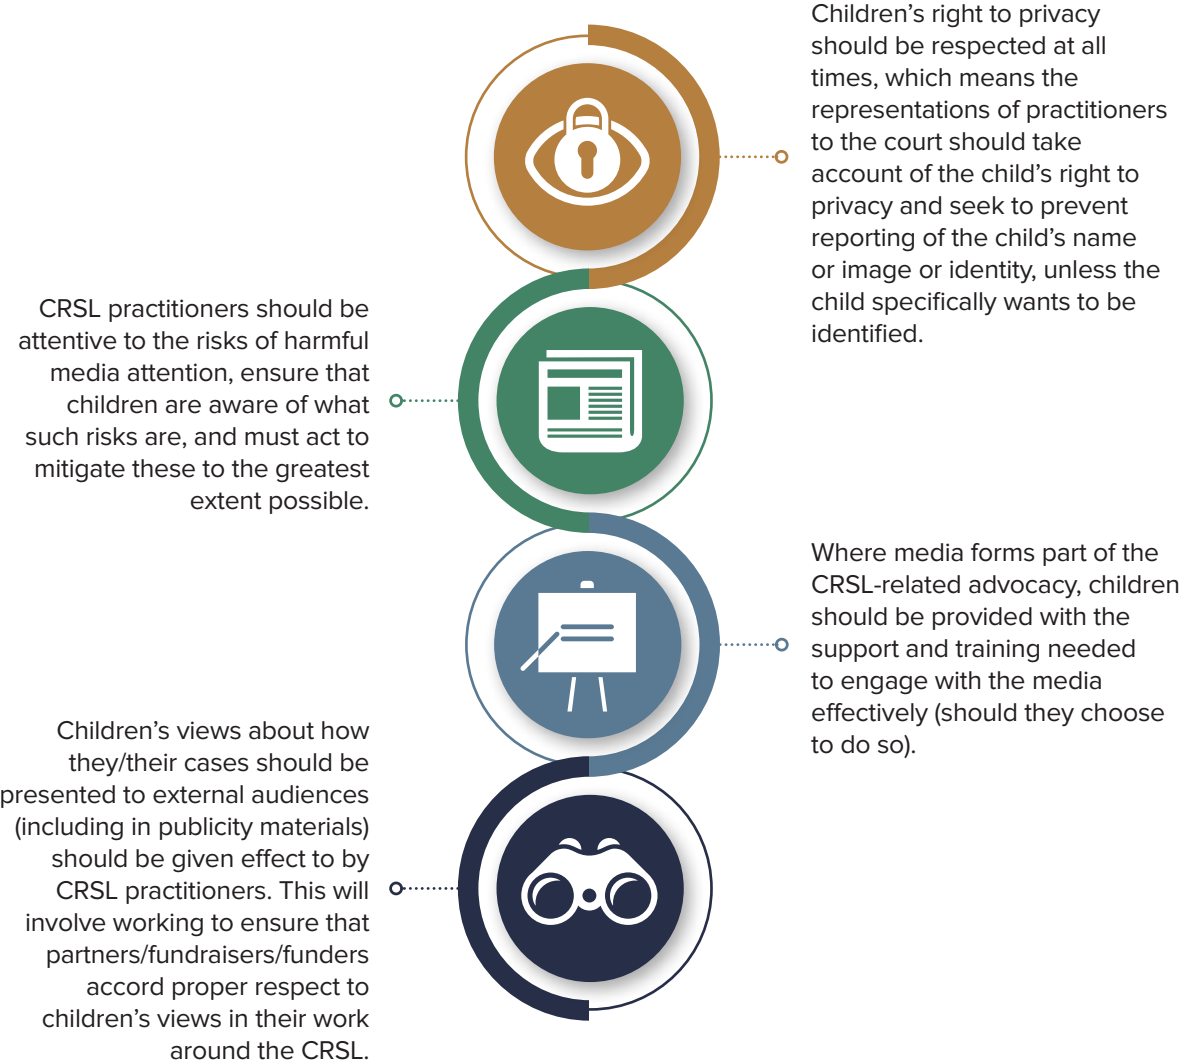 Children’s right to privacy
should be respected at all
times, which means the
representations of practitioners
to the court should take
account of the child’s right to
privacy and seek to prevent
reporting of the child’s name
or image or identity, unless the
child specifically wants to be
identified.
CRSL practitioners should be
attentive to the risks of harmful
media attention, ensure that
children are aware of what
such risks are, and must act to
mitigate these to the greatest
extent possible.
Where media forms part of the
CRSL-related advocacy, children
should be provided with the
support and training needed
to engage with the media
effectively (should they choose
to do so).
Children’s views about how
they/their cases should be
presented to external audiences
(including in publicity materials)
should be given effect to by
CRSL practitioners. This will
involve working to ensure that
partners/fundraisers/funders
accord proper respect to
children’s views in their work
around the CRSL.